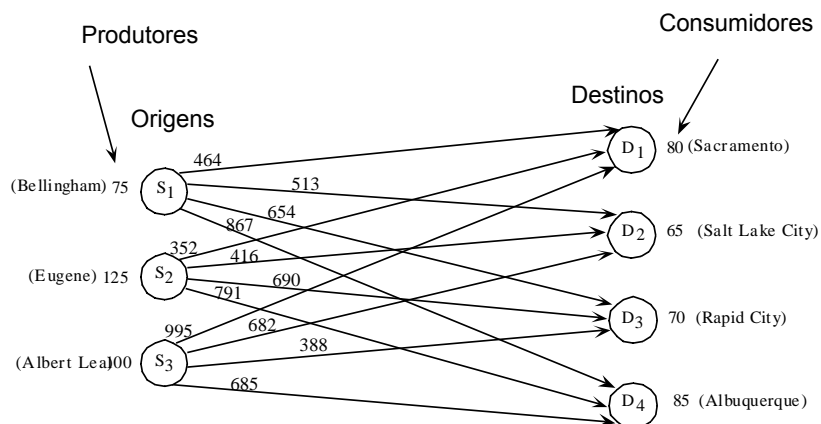 Produtores
Consumidores
Origens
Destinos
(Bellingham) 75
S1
464
513
654
867
D1
80 (Sacramento)
(Eugene) 125
S2
352
416
690
791
D2
65 (Salt Lake City)
(Albert Lea) 100
S3
995
682
388
685
D3
70 (Rapid City)
D4
85 (Albuquerque)